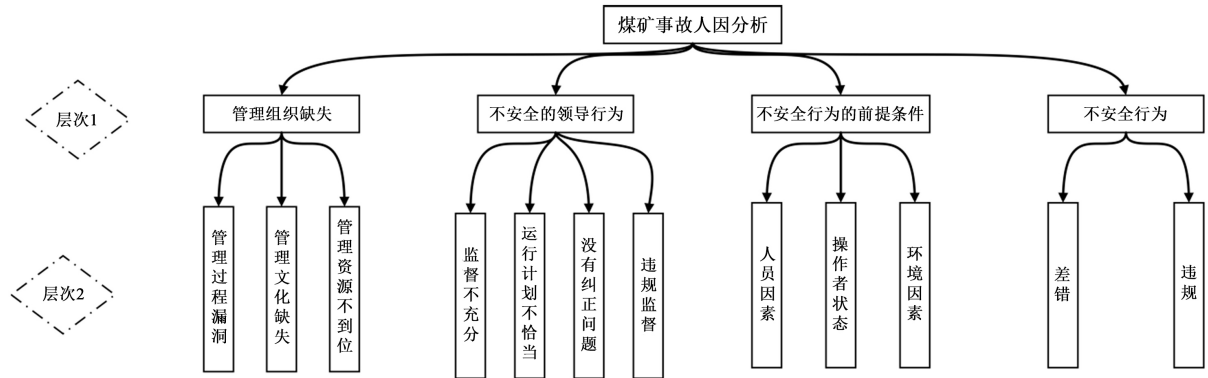 煤矿事故人因分析
层次1
管理组织缺失
不安全的领导行为
不安全行为的前提条件
不安全行为
层次2
管理过程漏洞
管理文化缺失
管理资源不到位
监督不充分
运行计划不恰当
没有纠正问题
违规监督
人员因素
操作者状态
环境因素
差错
违规